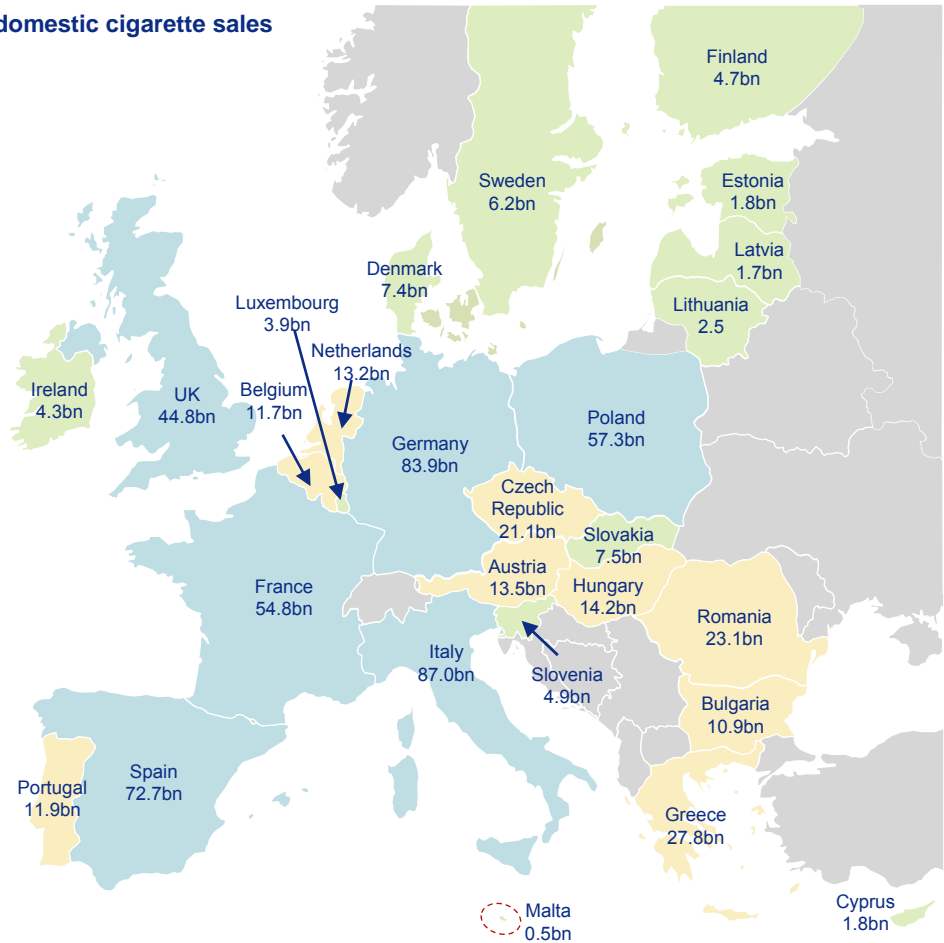 domestic cigarette sales
Finland
4.7bn
Sweden
6.2bn
Estonia
1.8bn
Latvia
1.7bn
Lithuania
2.5
Denmark
7.4bn
Luxembourg
3.9bn
Netherlands
13.2bn
Belgium
11.7bn
Ireland
4.3bn
UK
44.8bn
Germany
83.9bn
Poland
57.3bn
Czech
Republic
21.1bn
Slovakia
7.5bn
Austria
13.5bn
Hungary
14.2bn
France
54.8bn
Romania
23.1bn
Italy
87.0bn
Slovenia
4.9bn
Bulgaria
10.9bn
Portugal
11.9bn
Spain
72.7bn
Greece
27.8bn
Malta
0.5bn
Cyprus
1.8bn